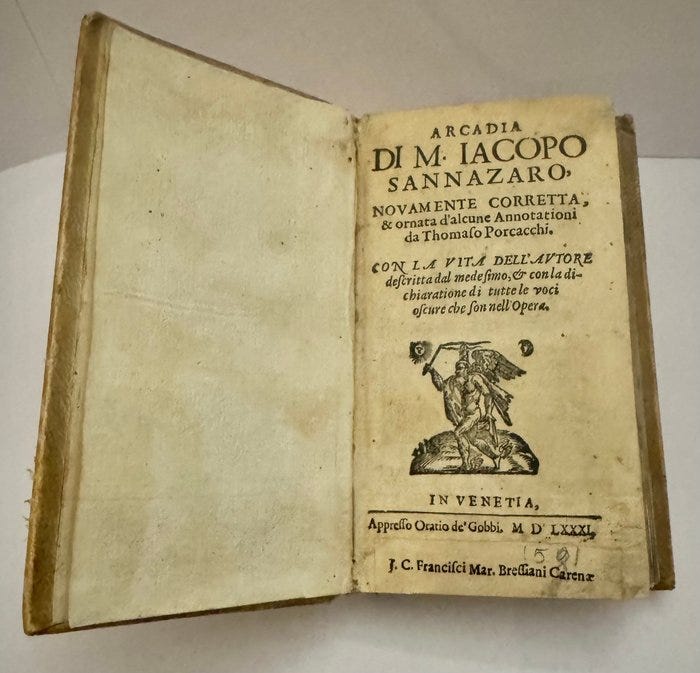 ARCADIA
DI M. IACOPO
SANNAZARO,
NOVAMENTE CORRETTA,
& ornata d'alcune Annotationi
da Thomaſo Porcacchi.
CON LA VITA DELL'AVTORE
deſcritta dal medeſimo, & con la di-
chiaratione di tutte le voci
oſcure che ſon nell'Opera.
IN VENETIA,
Appreſſo Oratio de' Gobbi. M D LXXXI.
J. C. Franciſci Mar. Breſſiani Carenæ